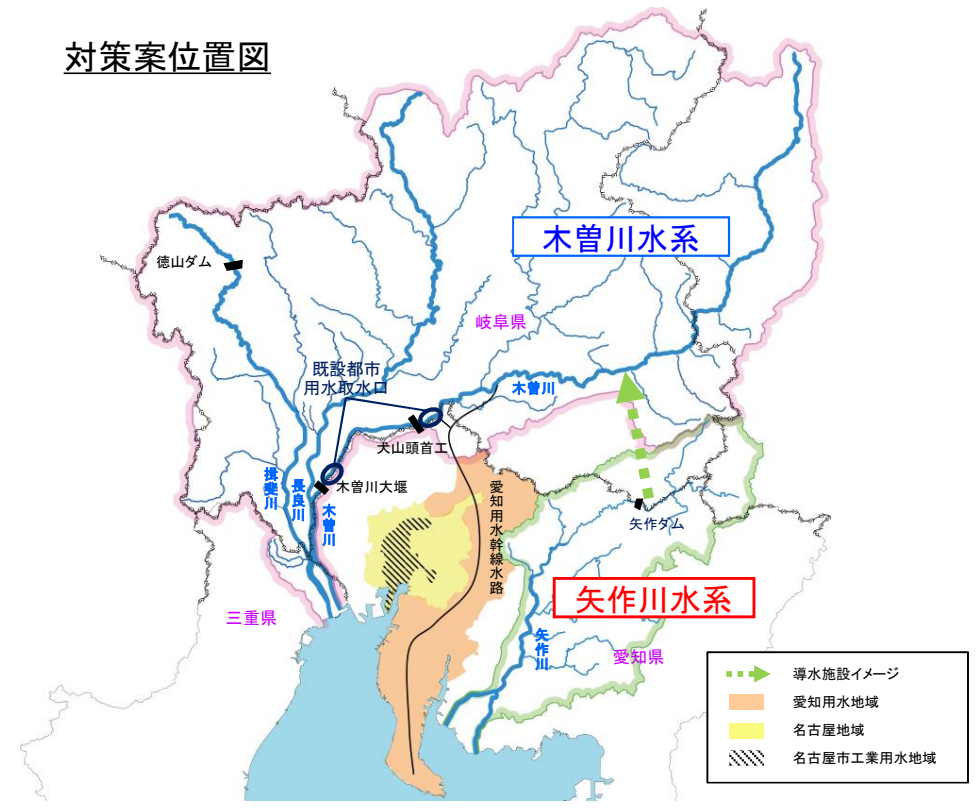 対策案位置図
木曽川水系
徳山ダム
岐阜県
既設都市
用水取水口
木曽川
犬山頭首工
揖斐川
長良川
木曽川
木曽川大堰
愛知用水幹線水路
矢作ダム
矢作川水系
三重県
矢作川
愛知県
導水施設イメージ
愛知用水地域
名古屋地域
名古屋市工業用水地域